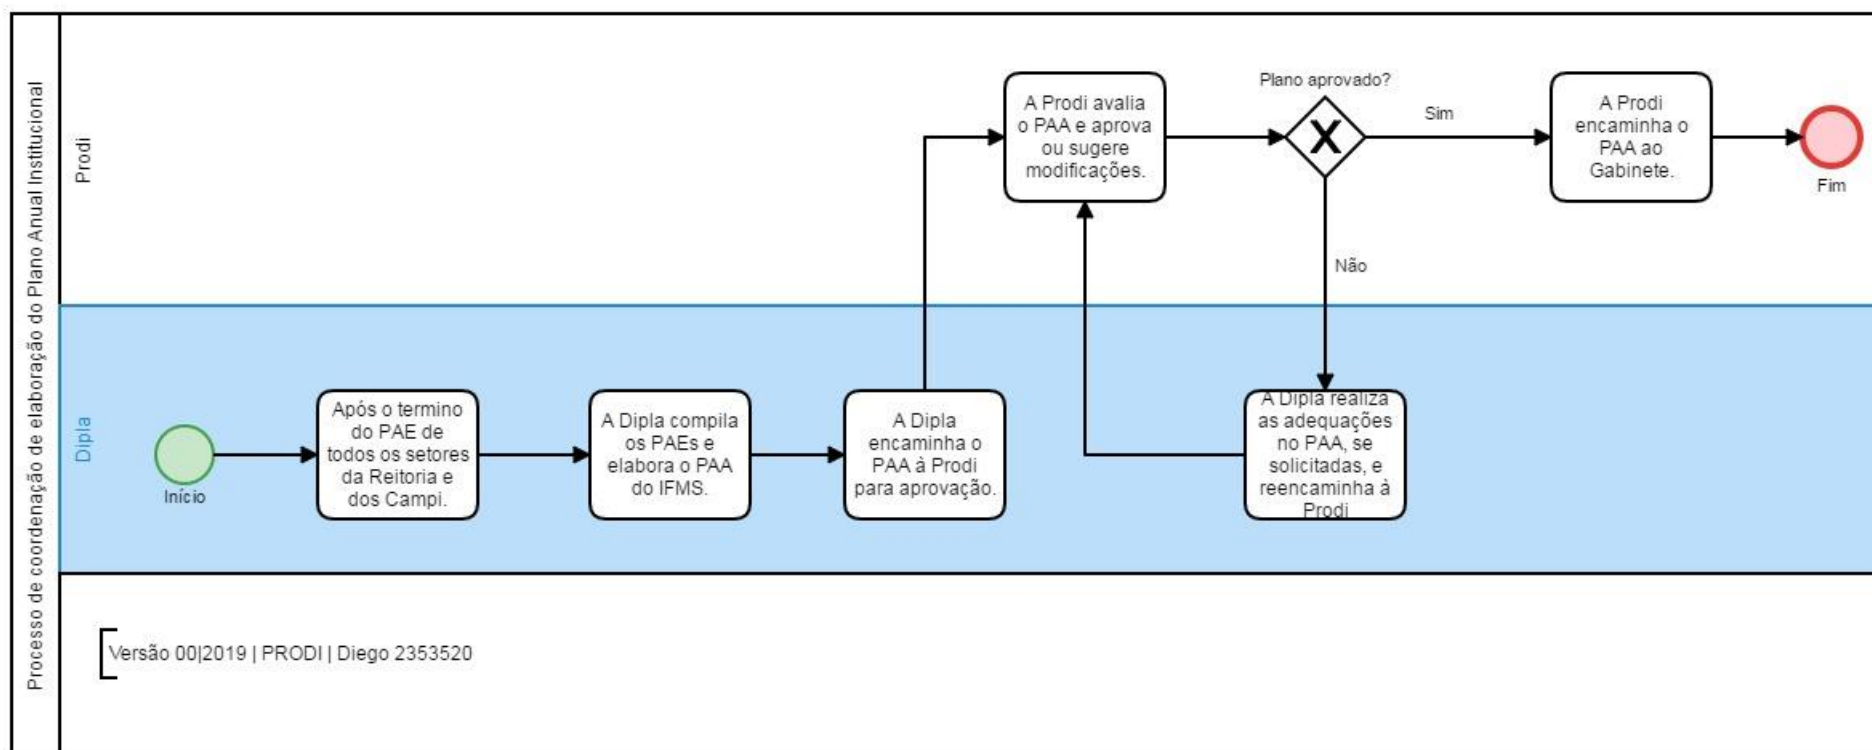 Processo de coordenação de elaboração do Plano Anual Institucional
Prodi
A Prodi avalia
o PAA e aprova
ou sugere
modificações.
Plano aprovado?
X
Sim
Não
A Prodi
encaminha o
PAA ao
Gabinete.
Fim
Dipla
Início
Após o termino
do PAE de
todos os setores
da Reitoria e
dos Campi.
A Dipla compila
os PAEs e
elabora o PAA
do IFMS.
A Dipla
encaminha o
PAA à Prodi
para aprovação.
A Dipla realiza
as adequações
no PAA, se
solicitadas, e
reencaminha à
Prodi
Versão 00|2019 | PRODI | Diego 2353520